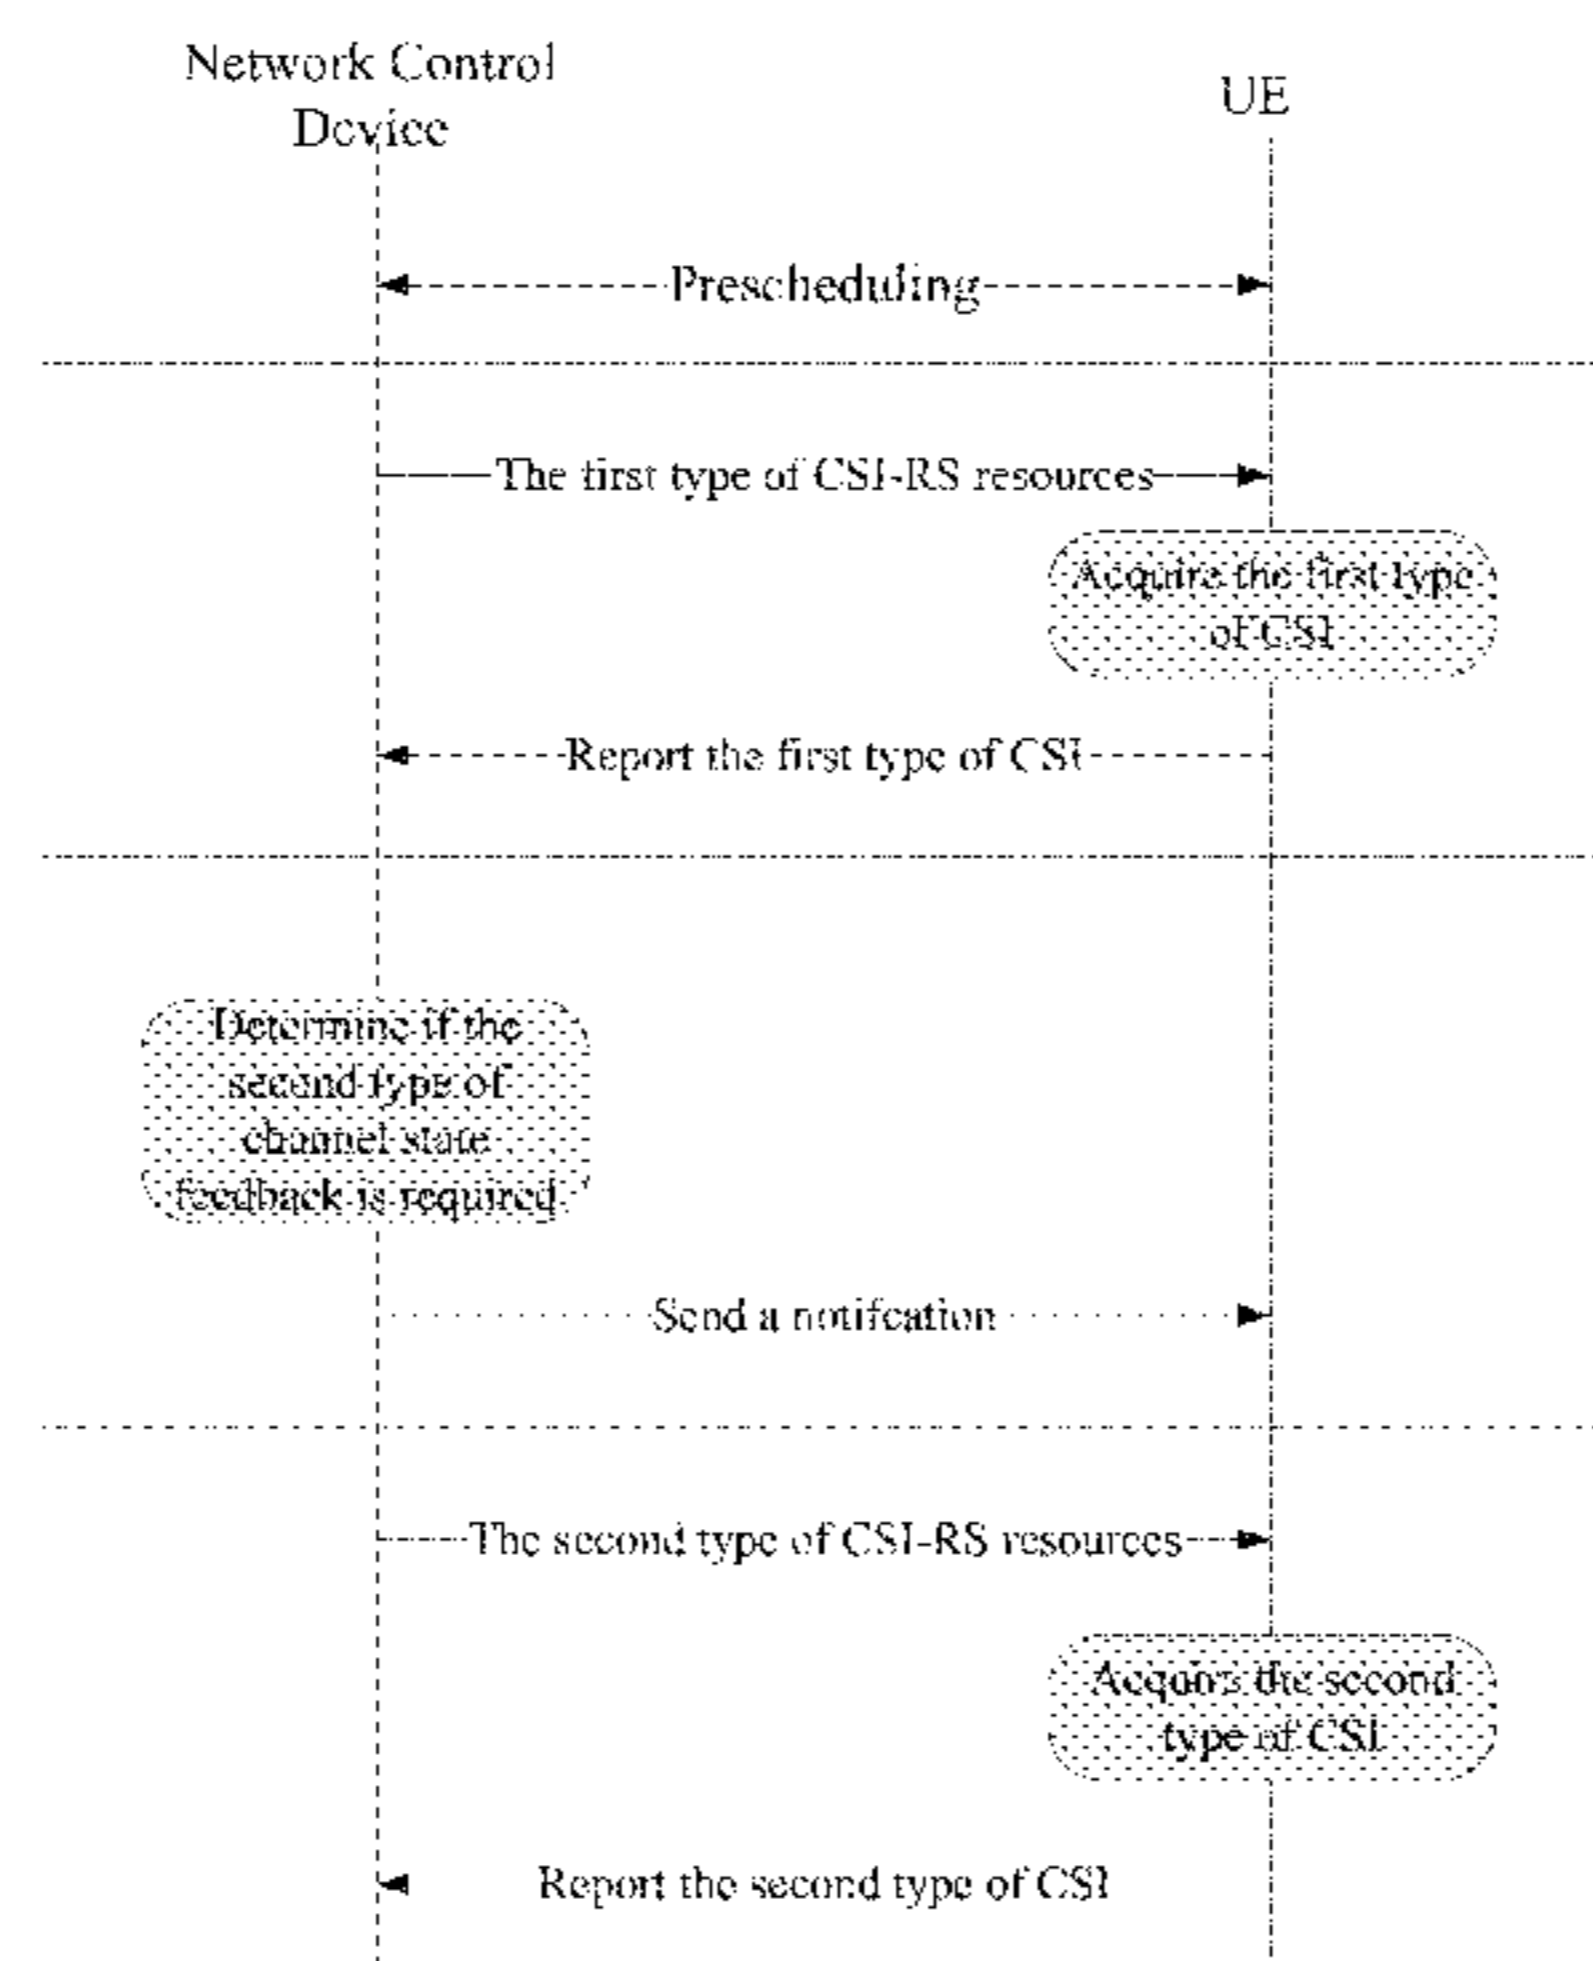 Network Control
Device
UE
Prescheduling
The first type of CSI-RS resources
Acquire the first type
of CSI
Report the first type of CSI
Determine if the
second type of
channel state
feedback is required
Send a notifcation
The second type of CSI-RS resources
Acquire the second
type of CSI
Report the second type of CSI